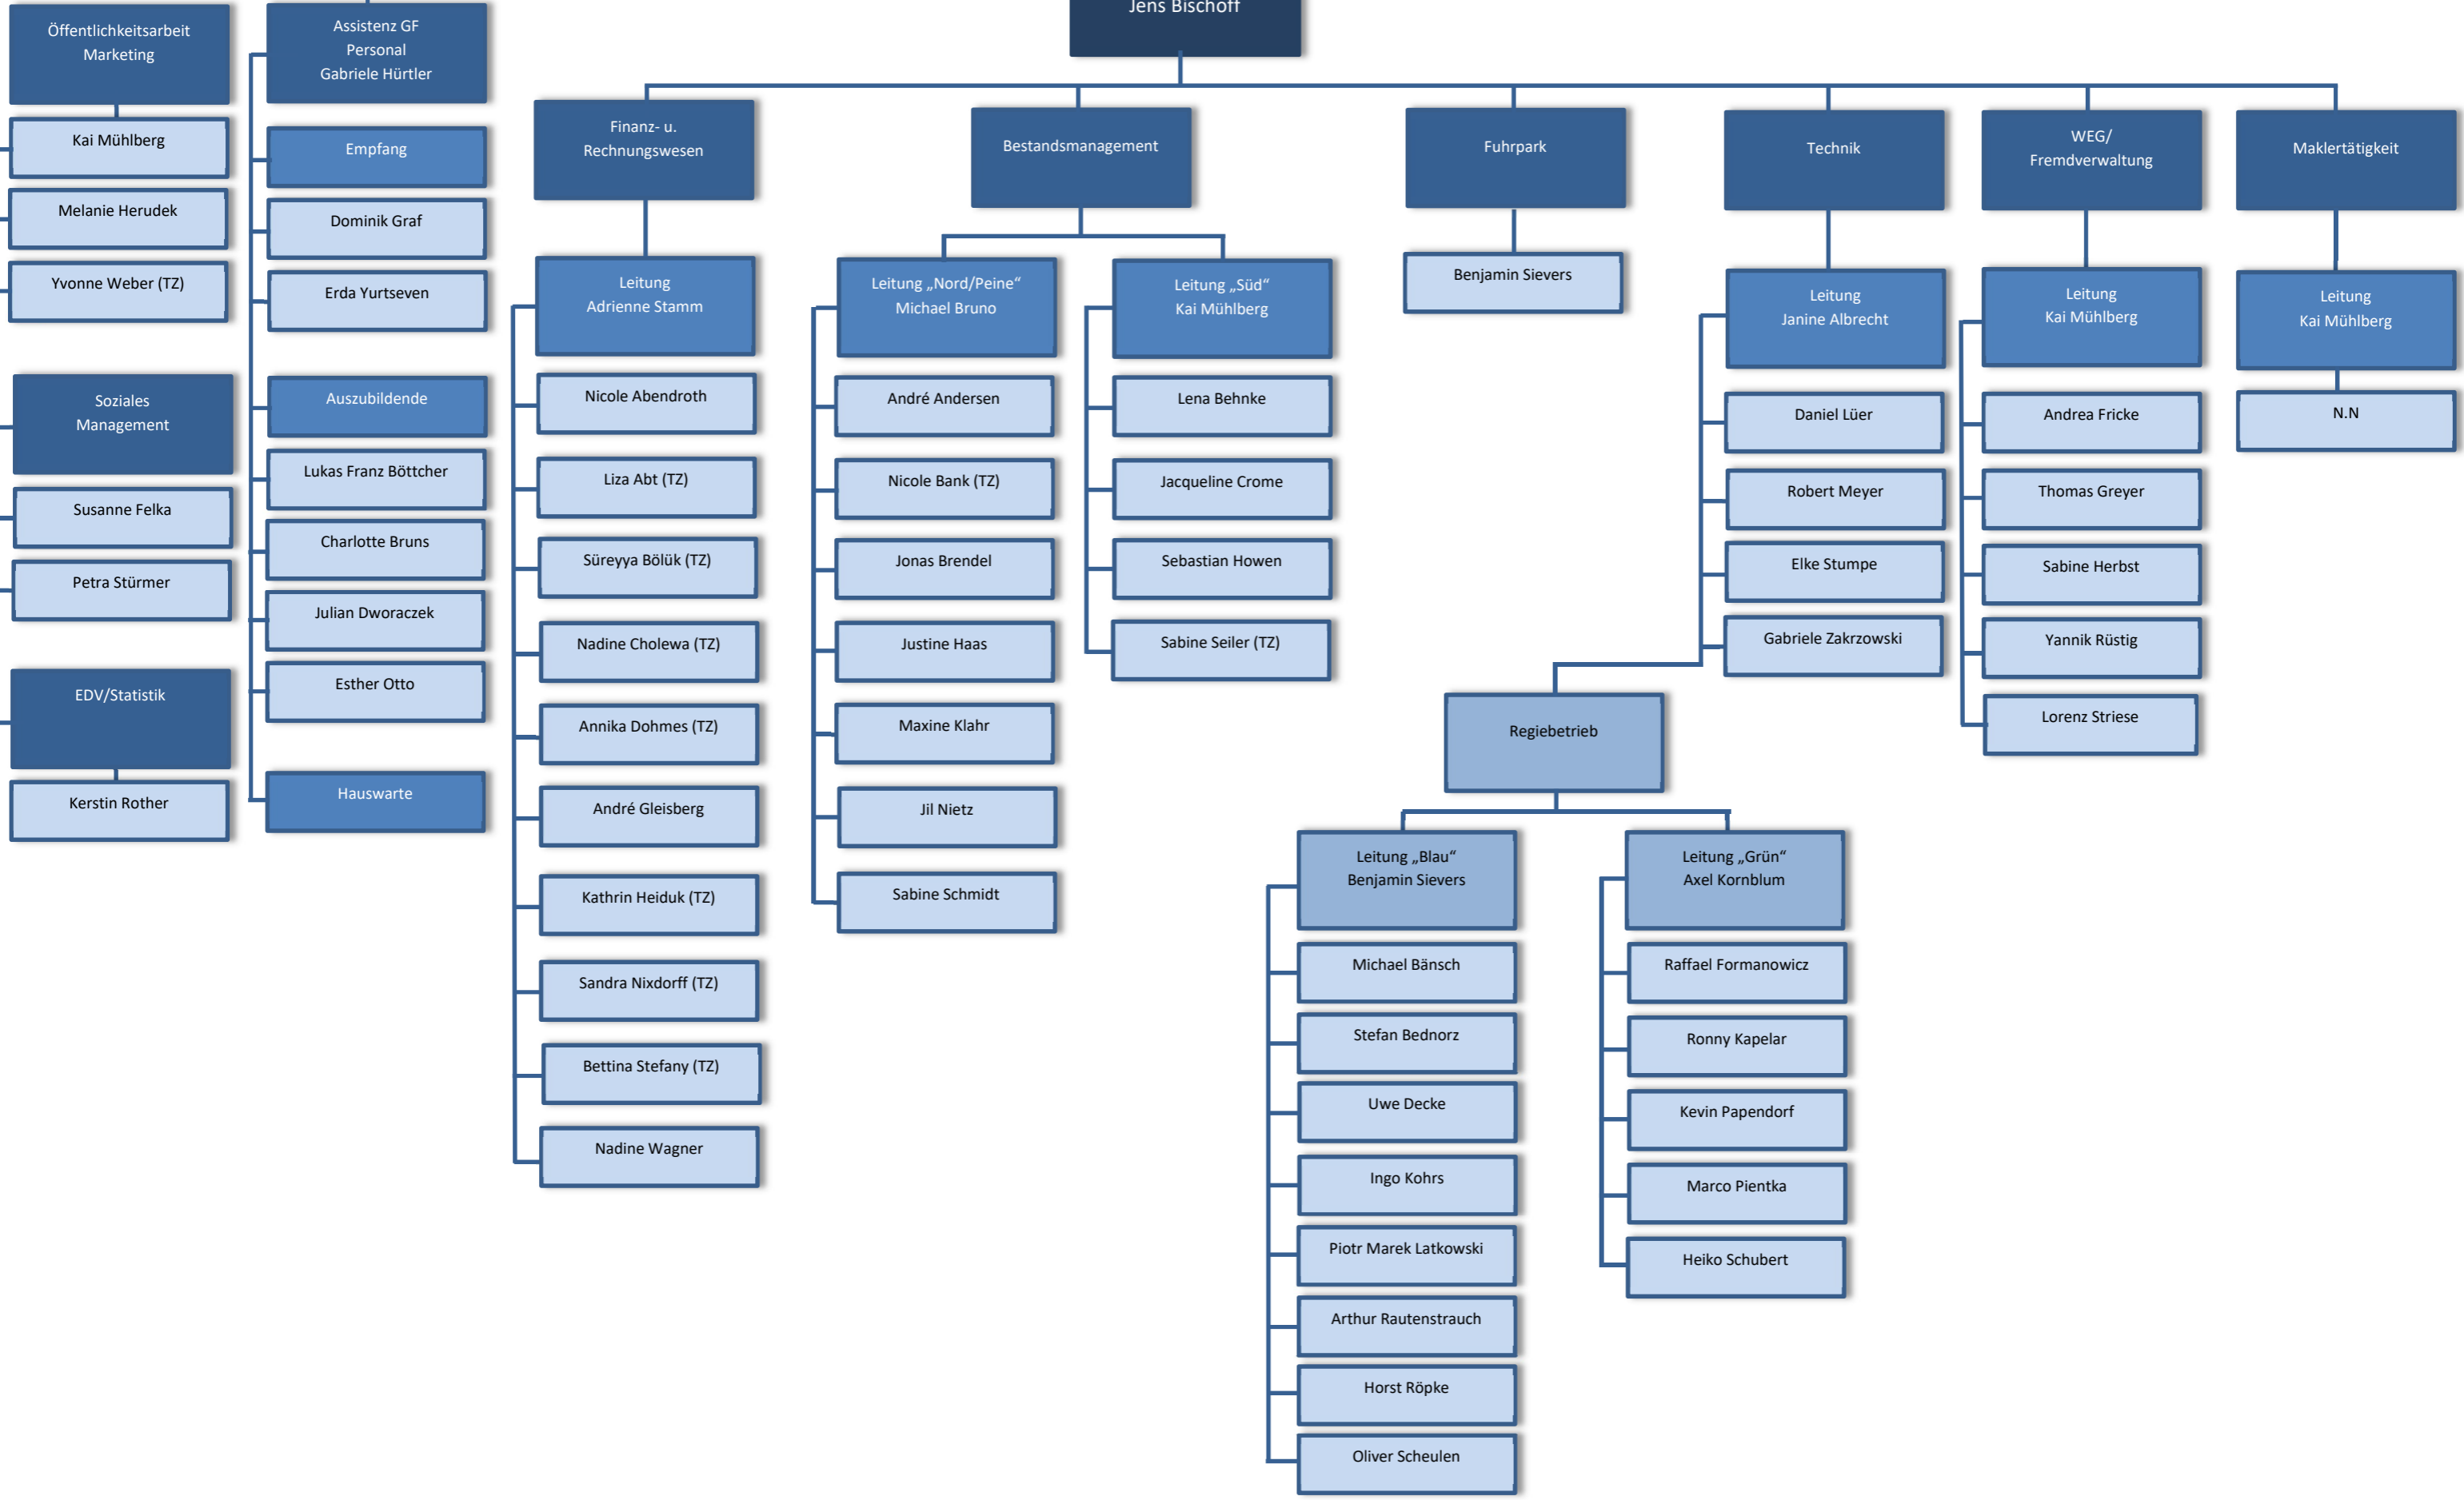 Jens Bischoff
Öffentlichkeitsarbeit
Marketing
Kai Mühlberg
Melanie Herudek
Yvonne Weber (TZ)
Soziales
Management
Susanne Felka
Petra Stürmer
EDV/Statistik
Kerstin Rother
Assistenz GF
Personal
Gabriele Hürtler
Empfang
Dominik Graf
Erda Yurtseven
Auszubildende
Lukas Franz Böttcher
Charlotte Bruns
Julian Dworaczek
Esther Otto
Hauswarte
Finanz- u.
Rechnungswesen
Leitung
Adrienne Stamm
Nicole Abendroth
Liza Abt (TZ)
Süreyya Bölük (TZ)
Nadine Cholewa (TZ)
Annika Dohmes (TZ)
André Gleisberg
Kathrin Heiduk (TZ)
Sandra Nixdorff (TZ)
Bettina Stefany (TZ)
Nadine Wagner
Bestandsmanagement
Leitung „Nord/Peine“
Michael Bruno
André Andersen
Nicole Bank (TZ)
Jonas Brendel
Justine Haas
Maxine Klahr
Jil Nietz
Sabine Schmidt
Leitung „Süd“
Kai Mühlberg
Lena Behnke
Jacqueline Crome
Sebastian Howen
Sabine Seiler (TZ)
Fuhrpark
Benjamin Sievers
Technik
Leitung
Janine Albrecht
Daniel Lüer
Robert Meyer
Elke Stumpe
Gabriele Zakrzowski
Regiebetrieb
Leitung „Blau“
Benjamin Sievers
Michael Bänsch
Stefan Bednorz
Uwe Decke
Ingo Kohrs
Piotr Marek Latkowski
Arthur Rautenstrauch
Horst Röpke
Oliver Scheulen
Leitung „Grün“
Axel Kornblum
Raffael Formanowicz
Ronny Kapelar
Kevin Papendorf
Marco Pientka
Heiko Schubert
WEG/
Fremdverwaltung
Leitung
Kai Mühlberg
Andrea Fricke
Thomas Greyer
Sabine Herbst
Yannik Rüstig
Lorenz Striese
Maklertätigkeit
Leitung
Kai Mühlberg
N.N